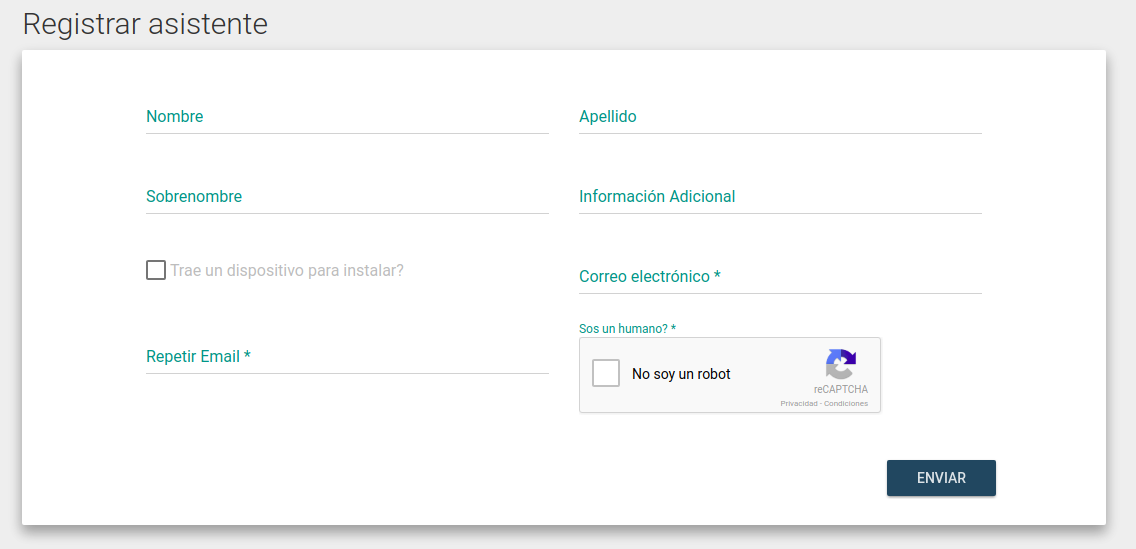 Registrar asistente
Nombre
Apellido
Sobrenombre
Información Adicional
Trae un dispositivo para instalar?
Correo electrónico *
Repetir Email *
Sos un humano? *
No soy un robot
reCAPTCHA
Privacidad - Condiciones
ENVIAR